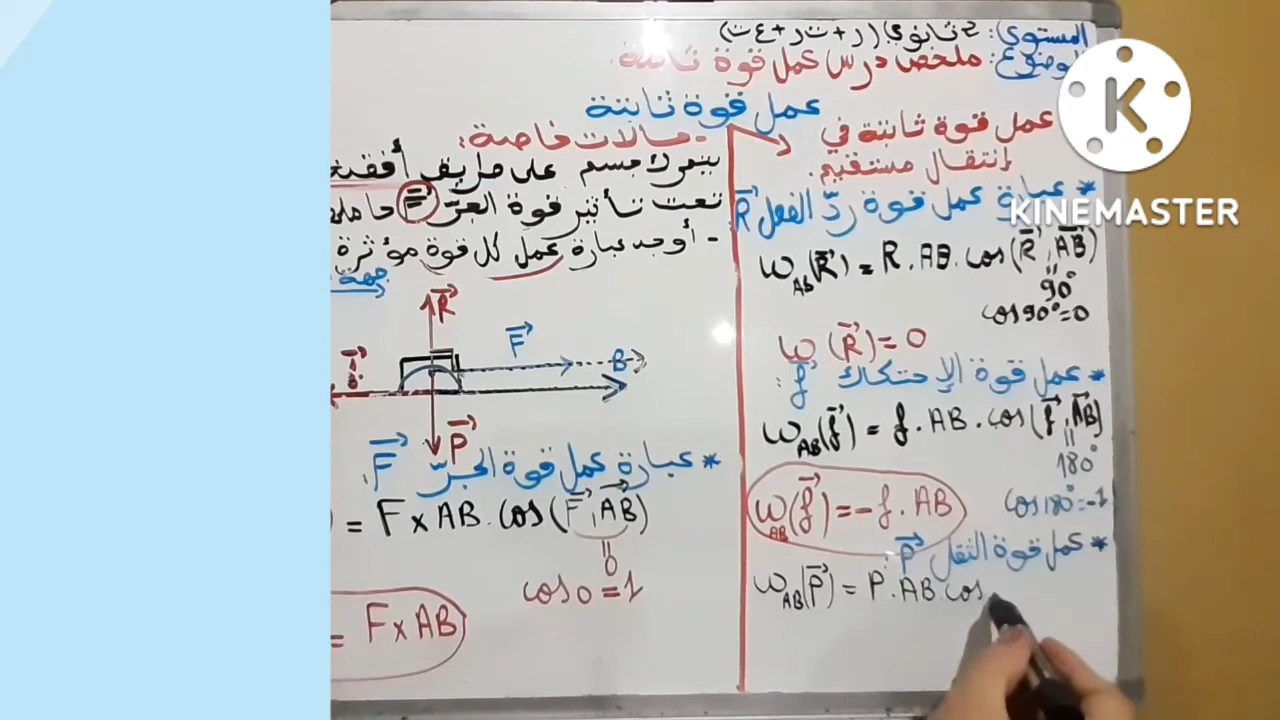 المستوى: 2 ثانوي (ر + ت ر + ع ت)
الموضوع: ملخص درس عمل قوة ثابتة
عمل قوة ثابتة
عمل قوة ثابتة في
إنتقال مستقيم.
* عبارة عمل قوة ردّ الفعل R
W_AB(R) = R . AB . cos(R , AB)
90°
cos 90° = 0
W (R) = 0
* عمل قوة الإحتكاك f :
W_AB(f) = f . AB . cos(f , AB)
180°
cos 180° = -1
W_AB(f) = - f . AB
* عمل قوة الثقل P :
W_AB(P) = P . AB . cos
- حالات خاصة:
يتحرك جسم على طريق أفقي
تحت تأثير قوة الجرّ F
- أوجد عبارة عمل كل قوة مؤثرة
جهة
R
F
B
f
P
* عبارة عمل قوة الجرّ F :
) = F x AB . cos(F , AB)
0
cos 0 = 1
= F x AB
K
KINEMASTER